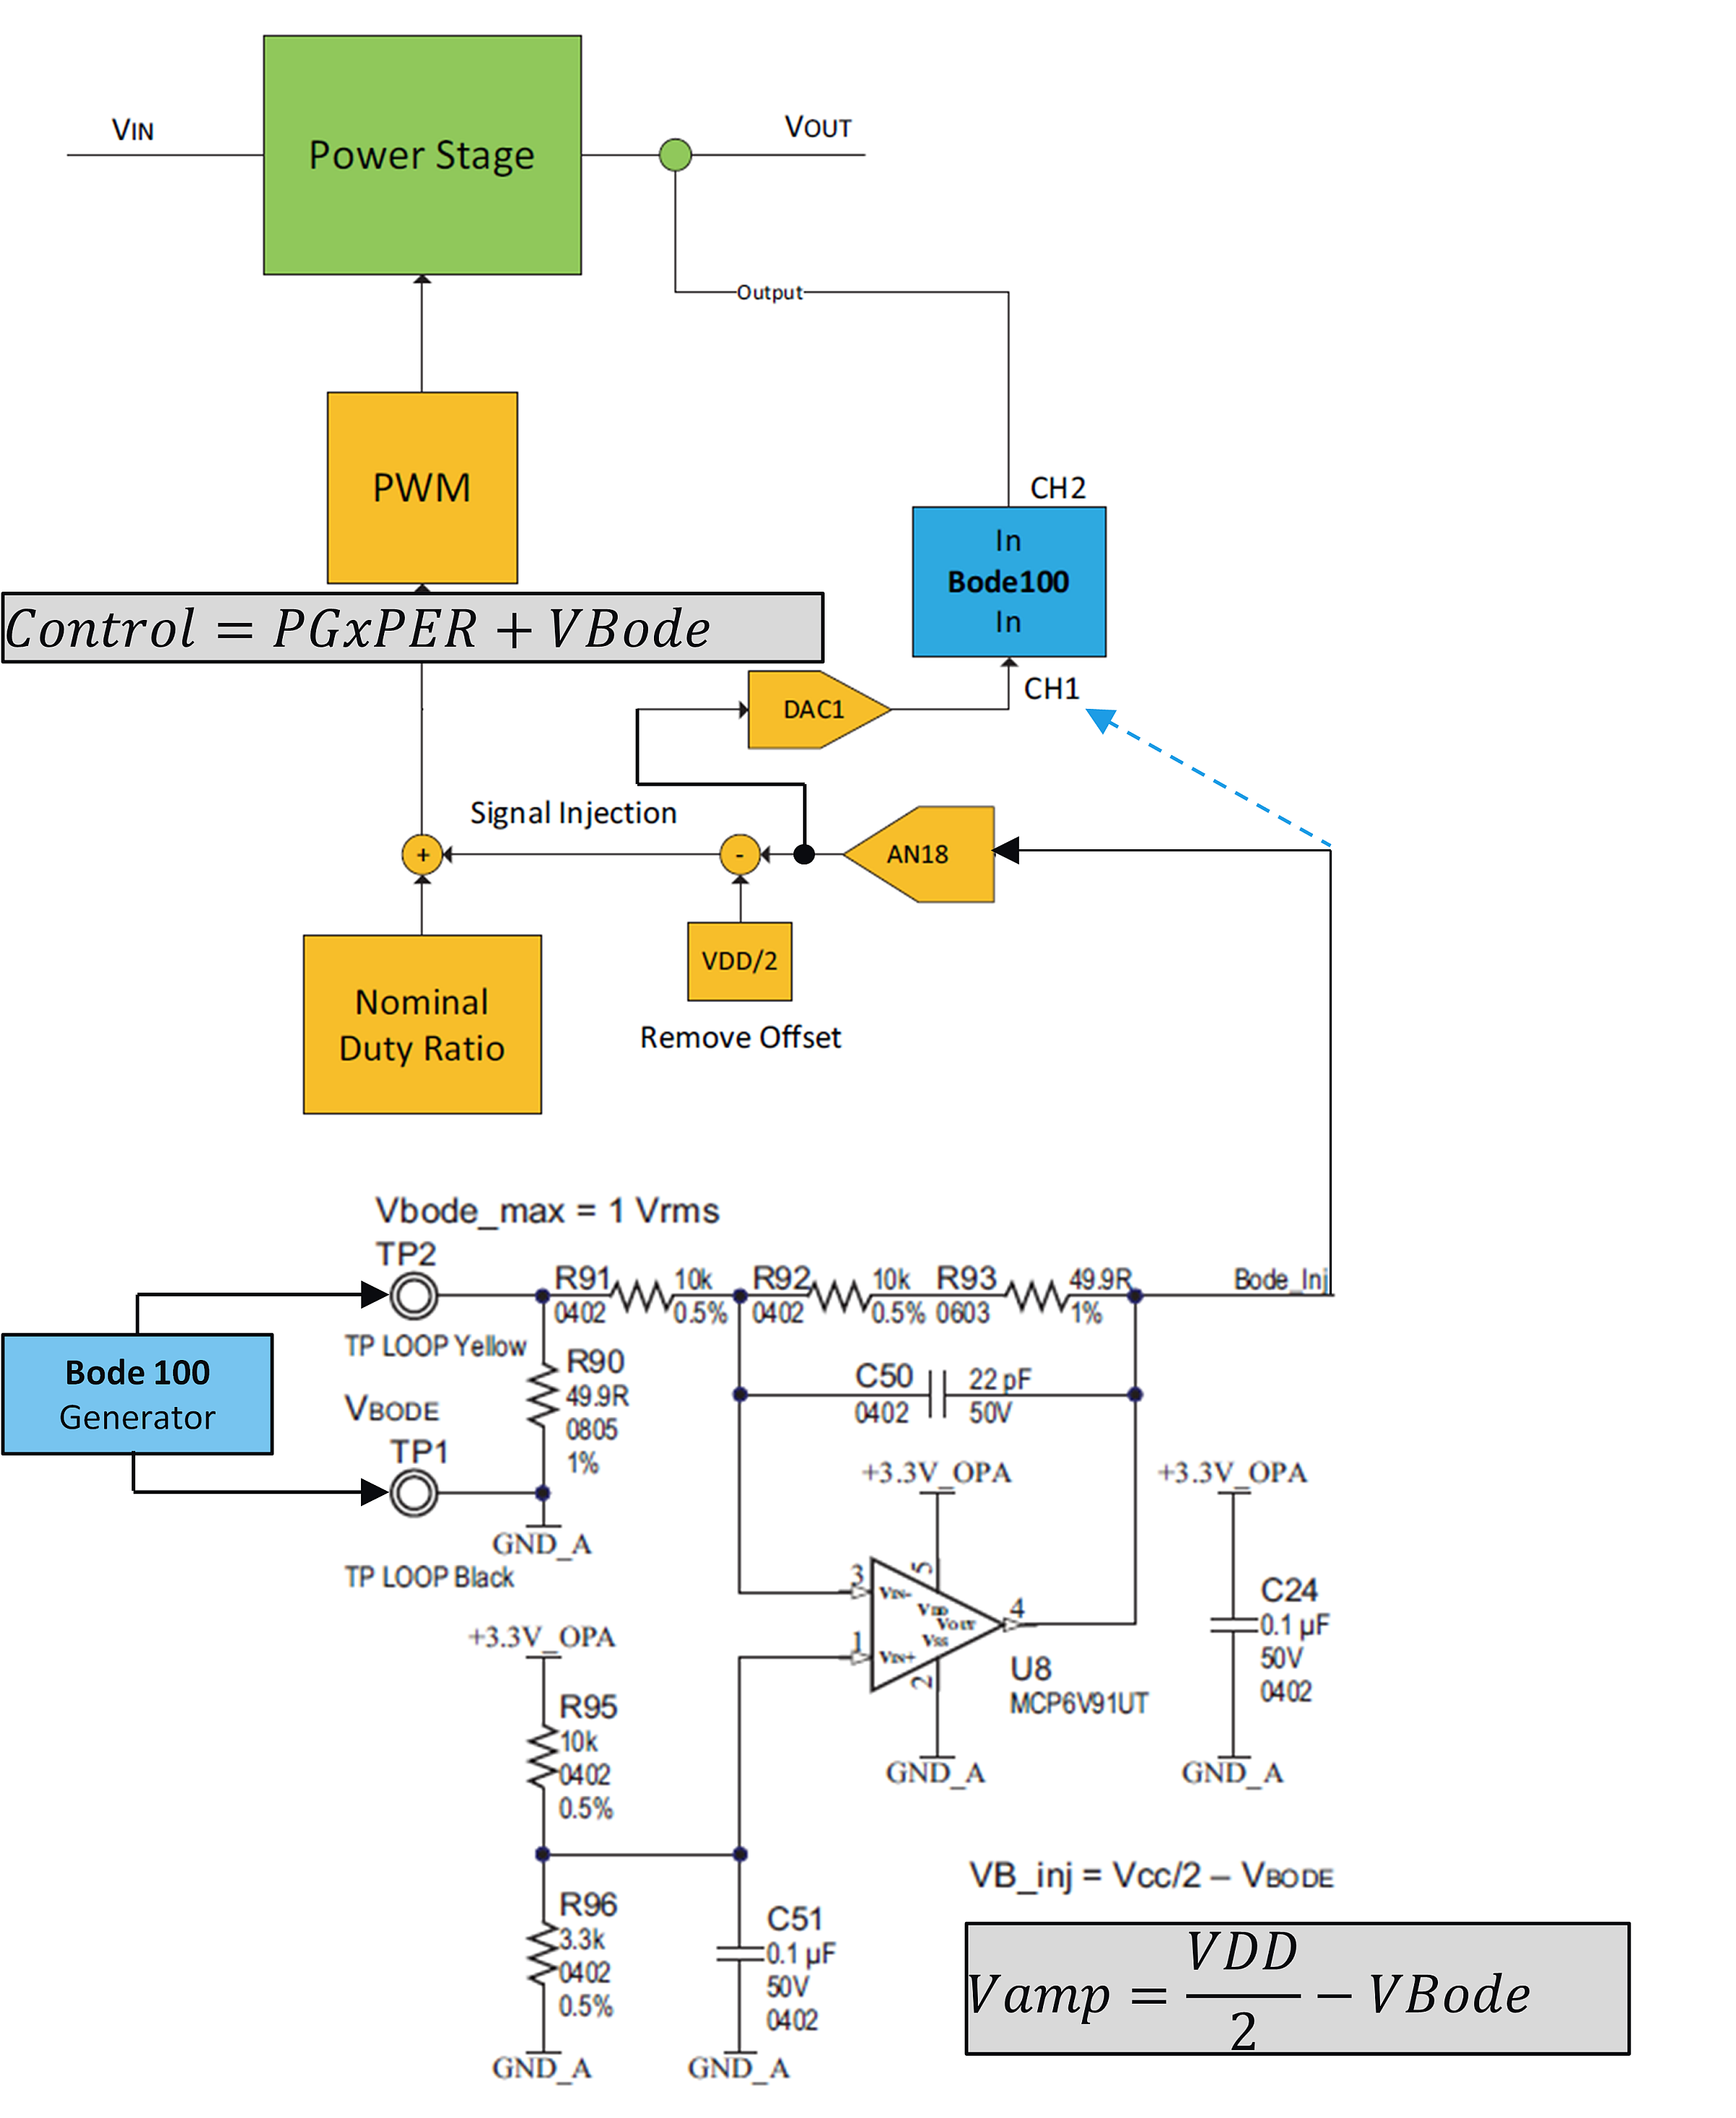 VIN
VOUT
Power Stage
Output
PWM
CH2
In
Bode100
In
CH1
Control = PGxPER + VBode
DAC1
Signal Injection
+
-
AN18
VDD/2
Nominal
Duty Ratio
Remove Offset
Vbode_max = 1 Vrms
TP2
R91
10k
R92
10k
R93
49.9R
Bode_Inj
0402
0.5%
0402
0.5%
0603
1%
TP LOOP Yellow
R90
49.9R
0805
1%
Bode 100
Generator
VBODE
TP1
C50
22 pF
0402
50V
GND_A
TP LOOP Black
+3.3V_OPA
+3.3V_OPA
3
VIN-
5
VDD
VOUT
4
VSS
1
VIN+
2
U8
MCP6V91UT
GND_A
C24
0.1 µF
50V
0402
GND_A
+3.3V_OPA
R95
10k
0402
0.5%
R96
3.3k
0402
0.5%
GND_A
C51
0.1 µF
50V
0402
GND_A
VB_inj = Vcc/2 – VBODE
Vamp = VDD/2 − VBode